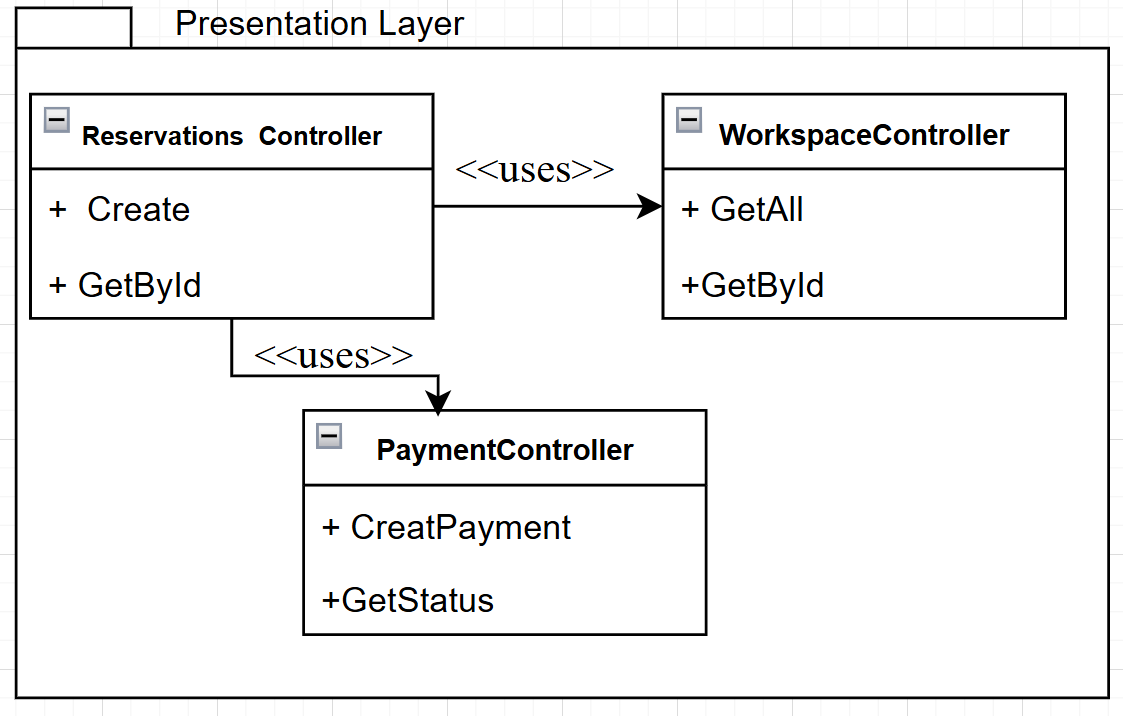 Presentation Layer
Reservations  Controller
+  Create
+ GetById
<<uses>>
WorkspaceController
+ GetAll
+GetById
<<uses>>
PaymentController
+ CreatPayment
+GetStatus